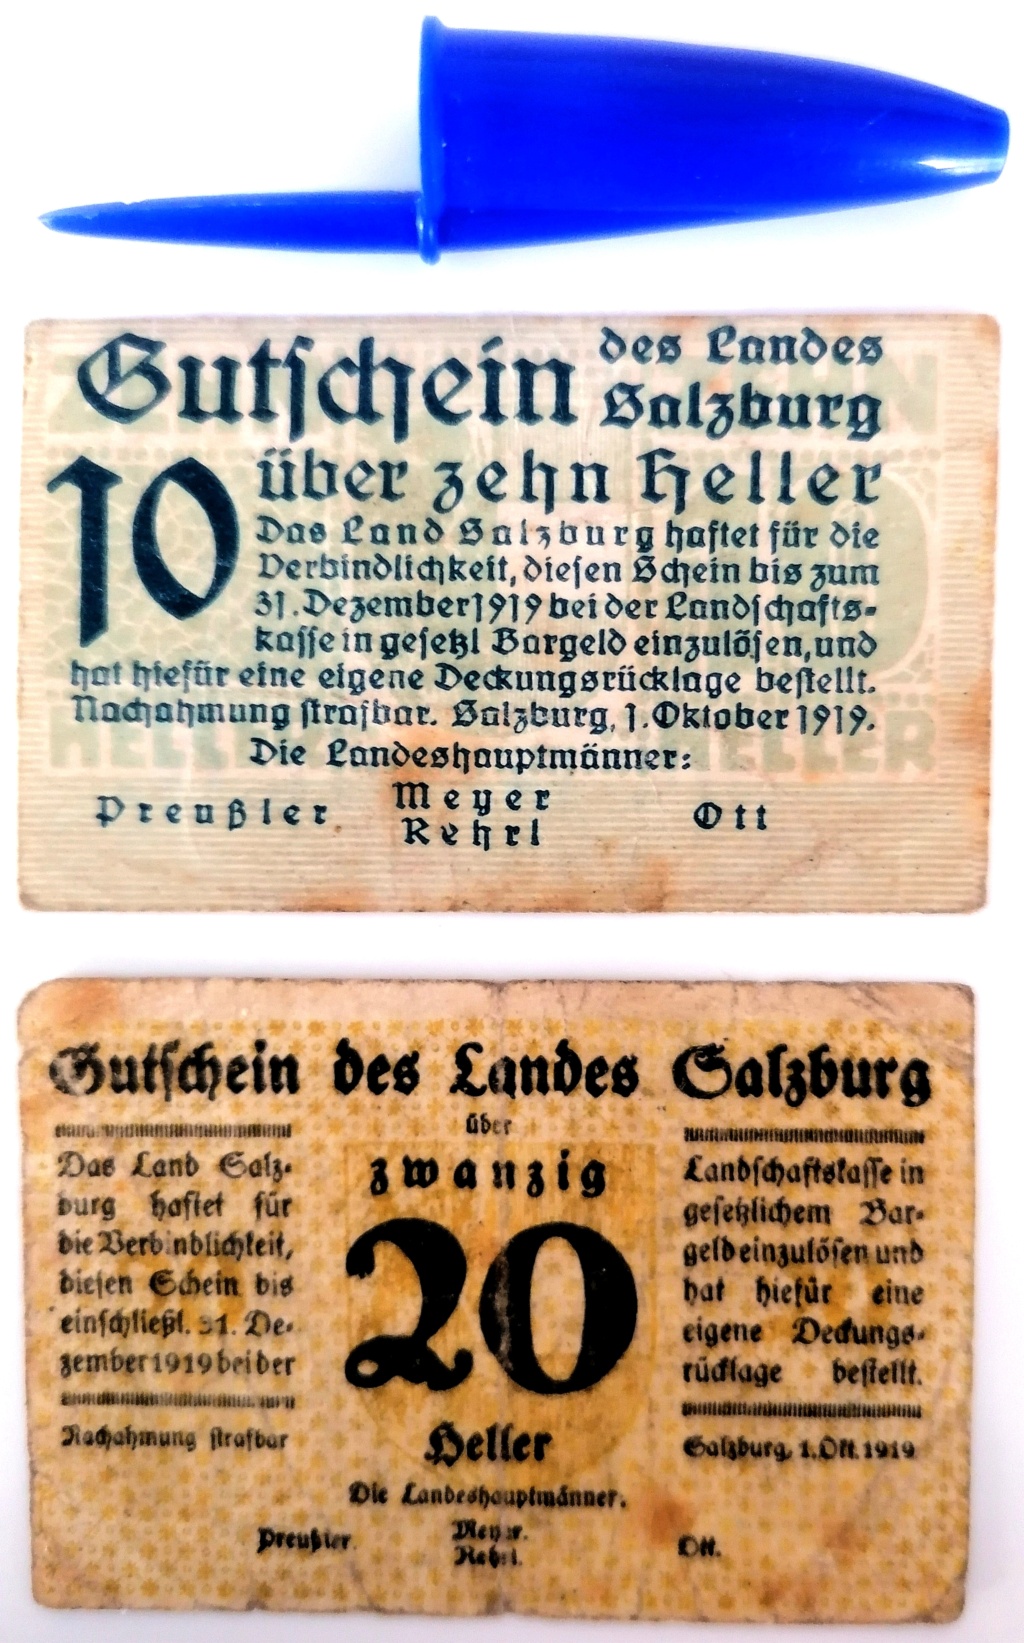 Gutschein des Landes
Salzburg
10 über zehn Heller
Das Land Salzburg haftet für die
Verbindlichkeit, diesen Schein bis zum
31. Dezember 1919 bei der Landschafts-
kasse in gesetzl Bargeld einzulösen, und
hat hiefür eine eigene Deckungsrücklage bestellt.
Nachahmung strafbar. Salzburg, 1. Oktober 1919.
Die Landeshauptmänner:
Preußler Meyer Ott
Rehrl
HELLER HELLER
Gutschein des Landes Salzburg
über
zwanzig
20
Heller
Das Land Salz-
burg haftet für
die Verbindlichkeit,
diesen Schein bis
einschließl. 31. De-
zember 1919 bei der
Landschaftskasse in
gesetzlichem Bar-
geld einzulösen und
hat hiefür eine
eigene Deckungs-
rücklage bestellt.
Nachahmung strafbar
Salzburg, 1. Okt. 1919
Die Landeshauptmänner.
Preußler. Meyer. Ott.
Rehrl.